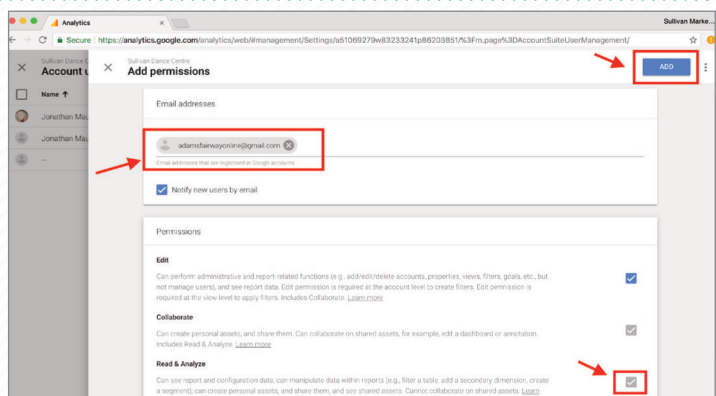 Analytics
Sullivan Marke...
Secure https://analytics.google.com/analytics/web/#management/Settings/a51069279w83233241p86203851/%3Fm.page%3DAccountSuiteUserManagement/
Sullivan Dance C
Account u
Sullivan Dance Centre
Add permissions
ADD
Name
Jonathan Mau
Jonathan Mau
Email addresses
adamsfairwayonline@gmail.com
Email addresses that are registered in Google accounts
Notify new users by email
Permissions
Edit
Can perform administrative and report-related functions (e.g., add/edit/delete accounts, properties, views, filters, goals, etc., but
not manage users), and see report data. Edit permission is required at the account level to create filters. Edit permission is
required at the view level to apply filters. Includes Collaborate. Learn more
Collaborate
Can create personal assets, and share them. Can collaborate on shared assets, for example, edit a dashboard or annotation.
Includes Read & Analyze. Learn more
Read & Analyze
Can see report and configuration data; can manipulate data within reports (e.g., filter a table, add a secondary dimension, create
a segment); can create personal assets, and share them, and see shared assets. Cannot collaborate on shared assets. Learn